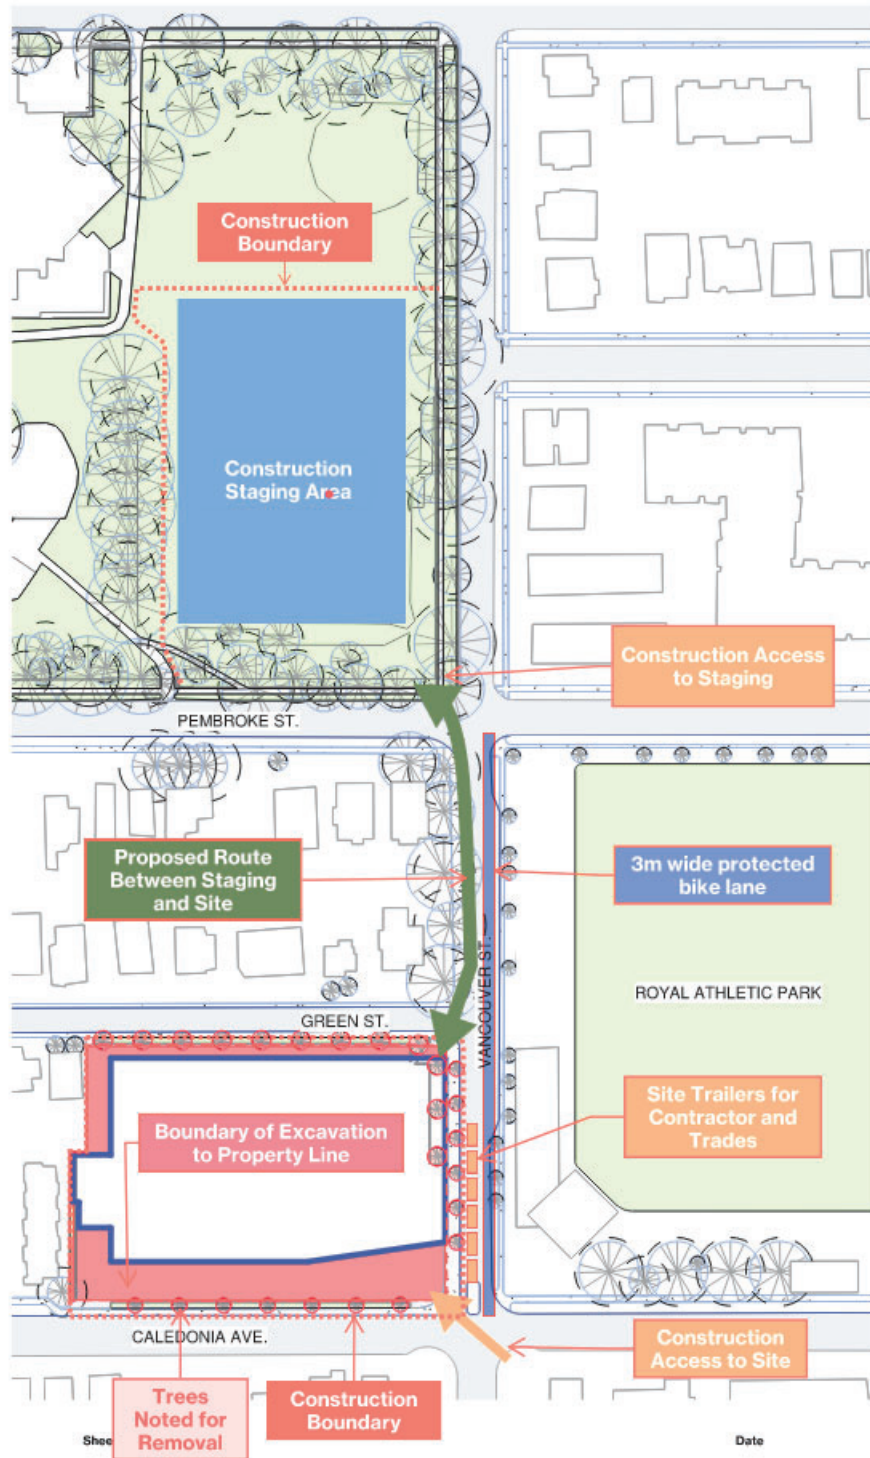 Construction
Boundary
Construction
Staging Area
Construction Access
to Staging
PEMBROKE ST.
Proposed Route
Between Staging
and Site
3m wide protected
bike lane
VANCOUVER ST.
ROYAL ATHLETIC PARK
GREEN ST.
Site Trailers for
Contractor and
Trades
Boundary of Excavation
to Property Line
CALEDONIA AVE.
Construction
Access to Site
Trees
Noted for
Removal
Construction
Boundary
Shee
Date